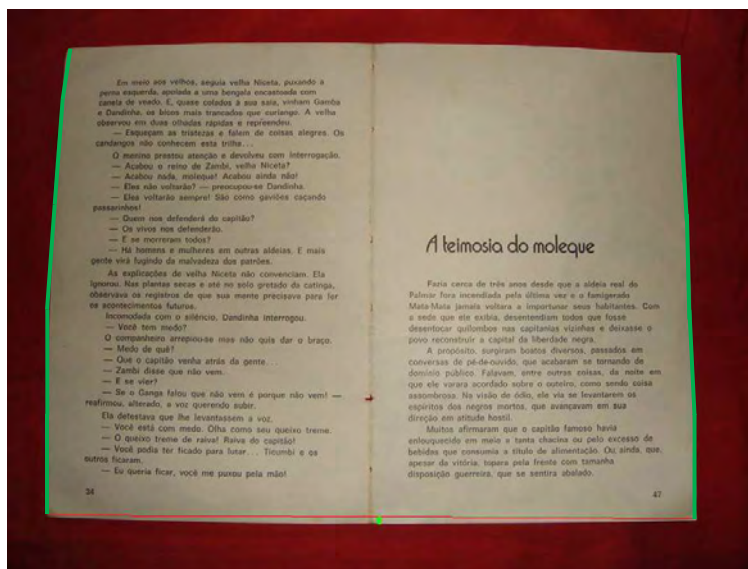 Em meio aos velhos, seguia velha Niceta, puxando a
perna esquerda, apoiada a uma bengala encastoada com
canela de veado. E, quase colados à sua saia, vinham Gamba
e Dandinha, os bicos mais trancados que curiango. A velha
observou em duas olhadas rápidas e repreendeu.
— Esqueçam as tristezas e falem de coisas alegres. Os
candangos não conhecem esta trilha...
O menino prestou atenção e devolveu com interrogação.
— Acabou o reino de Zambi, velha Niceta?
— Acabou nada, moleque! Acabou ainda não!
— Eles não voltarão? — preocupou-se Dandinha.
— Eles voltarão sempre! São como gaviões caçando
passarinhos!
— Quem nos defenderá do capitão?
— Os vivos nos defenderão.
— E se morreram todos?
— Há homens e mulheres em outras aldeias. E mais
gente virá fugindo da malvadeza dos patrões.
As explicações de velha Niceta não convenciam. Ela
ignorou. Nas plantas secas e até no solo gretado da catinga,
observava os registros de que sua mente precisava para ler
os acontecimentos futuros.
Incomodada com o silêncio, Dandinha interrogou.
— Você tem medo?
O companheiro arrepiou-se mas não quis dar o braço.
— Medo de quê?
— Que o capitão venha atrás da gente...
— Zambi disse que não vem.
— E se vier?
— Se o Ganga falou que não vem é porque não vem! —
reafirmou, alterado, a voz querendo subir.
Ela detestava que lhe levantassem a voz.
— Você está com medo. Olha como seu queixo treme.
— O queixo treme de raiva! Raiva do capitão!
— Você podia ter ficado para lutar... Ticumbi e os
outros ficaram.
— Eu queria ficar, você me puxou pela mão!
34
A teimosia do moleque
Fazia cerca de três anos desde que a aldeia real do
Palmar fora incendiada pela última vez e o famigerado
Mata-Mata jamais voltara a importunar seus habitantes. Com
a sede que ele exibia, desentendiam todos que fosse
desentocar quilombos nas capitanias vizinhas e deixasse o
povo reconstruir a capital da liberdade negra.
A propósito, surgiram boatos diversos, passados em
conversas de pé-de-ouvido, que acabaram se tornando de
domínio público. Falavam, entre outras coisas, da noite em
que ele varara acordado sobre o outeiro, como sendo coisa
assombrosa. Na visão de ódio, ele via se levantarem os
espíritos dos negros mortos, que avançavam em sua
direção em atitude hostil.
Muitos afirmaram que o capitão famoso havia
enlouquecido em meio a tanta chacina ou pelo excesso de
bebidas que consumia a título de alimentação. Ou ainda, que,
apesar da vitória, topara pela frente com tamanha
disposição guerreira, que se sentira abalado.
47